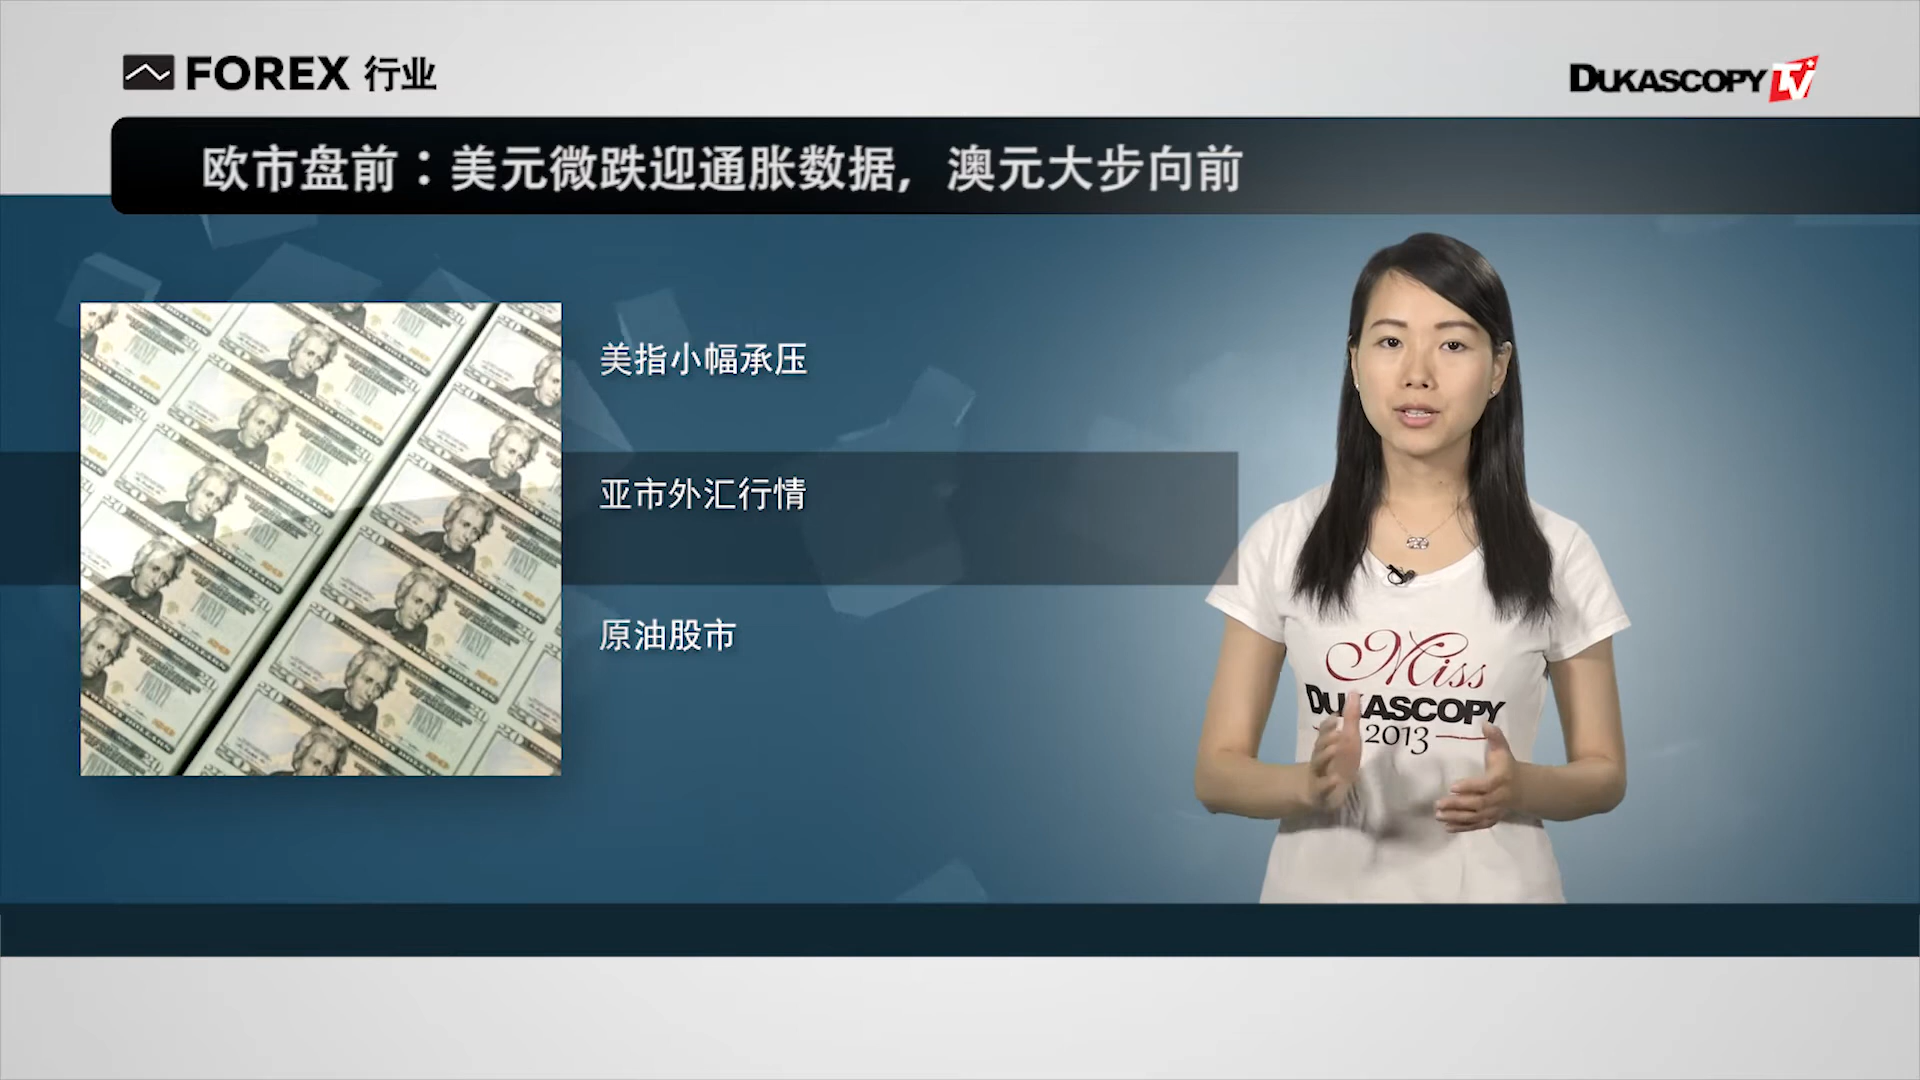 FOREX 行业
DUKASCOPY TV
欧市盘前：美元微跌迎通胀数据，澳元大步向前
美指小幅承压
亚市外汇行情
原油股市
Miss
DUKASCOPY
2013